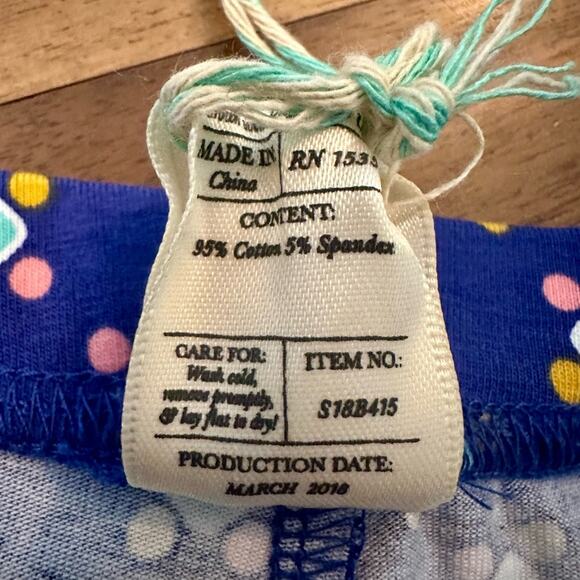 MADE IN
China
RN 1535
CONTENT:
95% Cotton 5% Spandex
CARE FOR:
Wash cold,
remove promptly,
& lay flat to dry!
ITEM NO.:
S18B415
PRODUCTION DATE:
MARCH 2018